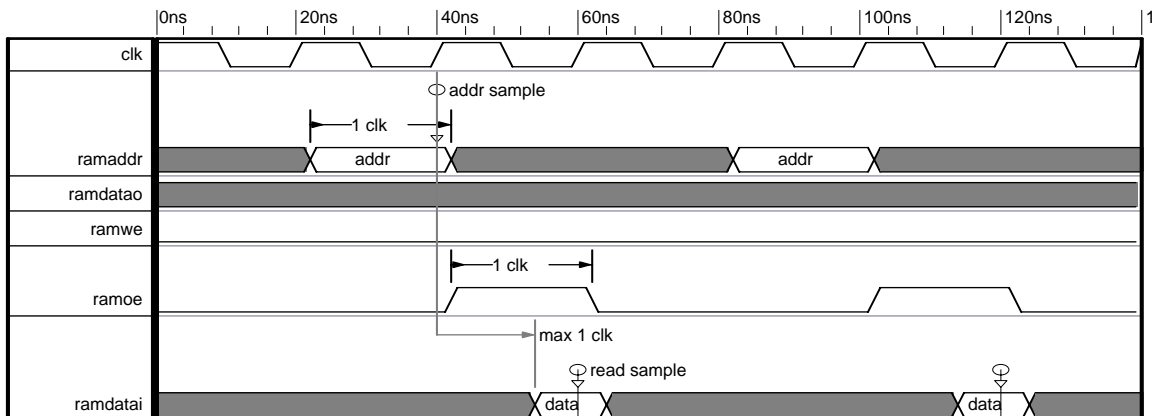 0ns 20ns 40ns 60ns 80ns 100ns 120ns 1
clk
addr sample
1 clk
ramaddr addr addr
ramdatao
ramwe
1 clk
ramoe
max 1 clk
read sample
ramdatai data data